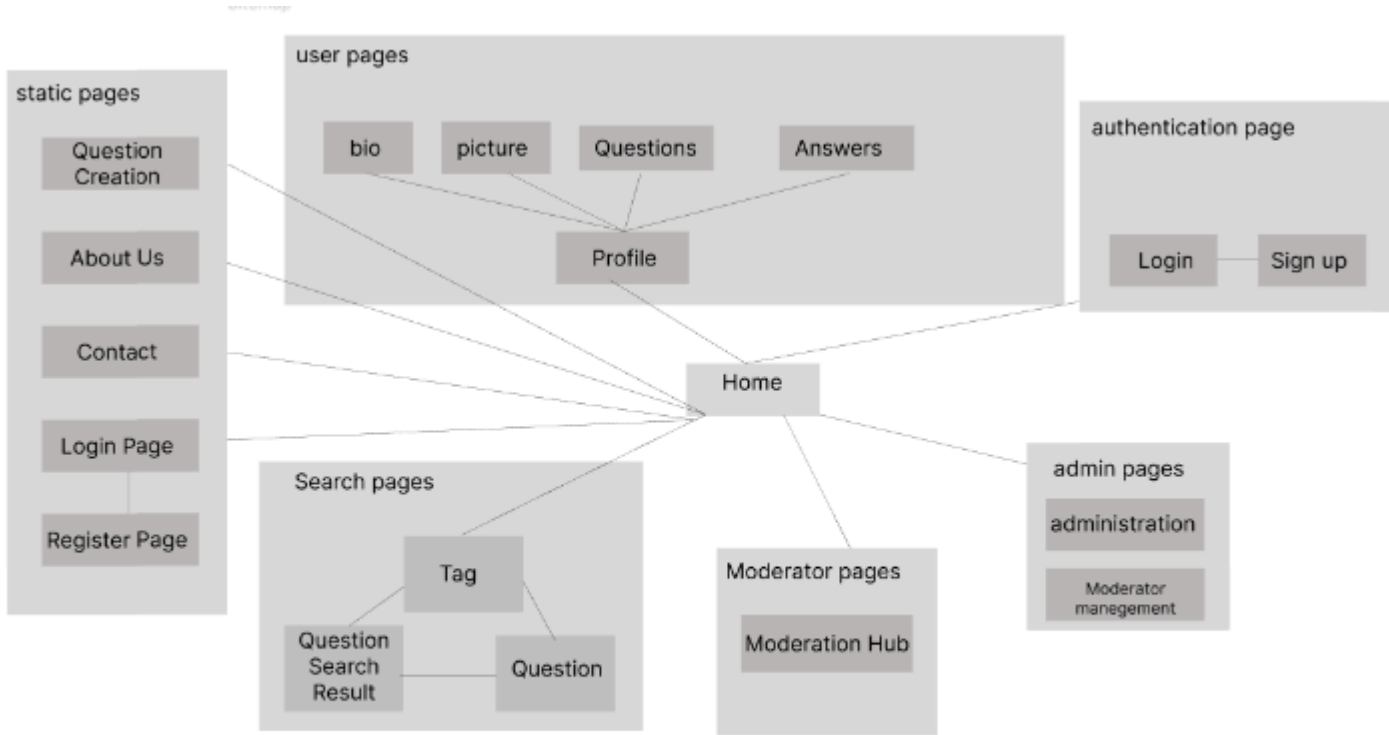 user pages
static pages
Question
Creation
About Us
Contact
Login Page
Register Page
bio
picture
Questions
Answers
Profile
authentication page
Login
Sign up
Home
Search pages
Tag
Question
Search
Result
Question
Moderator pages
Moderation Hub
admin pages
administration
Moderator
manegement